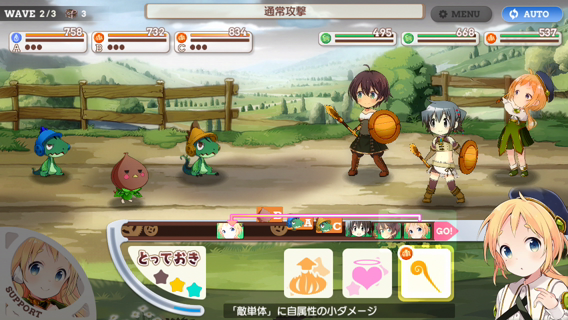 WAVE 2/3 3
通常攻撃
MENU
AUTO
758
732
834
495
668
537
A
B
C
B
A C
GO!
とっておき
SUPPORT
「敵単体」に自属性の小ダメージ